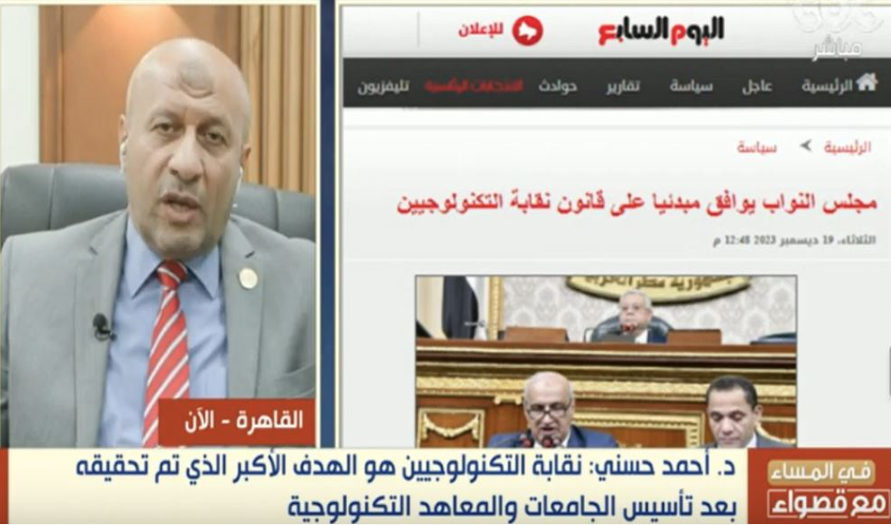 مباشر
اليوم السابع
للإعلان
الرئيسية عاجل سياسة تقارير حوادث الانتخابات الرئاسية تليفزيون
الرئيسية سياسة
مجلس النواب يوافق مبدئيا على قانون نقابة التكنولوجيين
الثلاثاء، 19 ديسمبر 2023 12:48 م
القاهرة - الآن
د. أحمد حسني: نقابة التكنولوجيين هو الهدف الأكبر الذي تم تحقيقه
بعد تأسيس الجامعات والمعاهد التكنولوجية
في المساء
مع قصواء